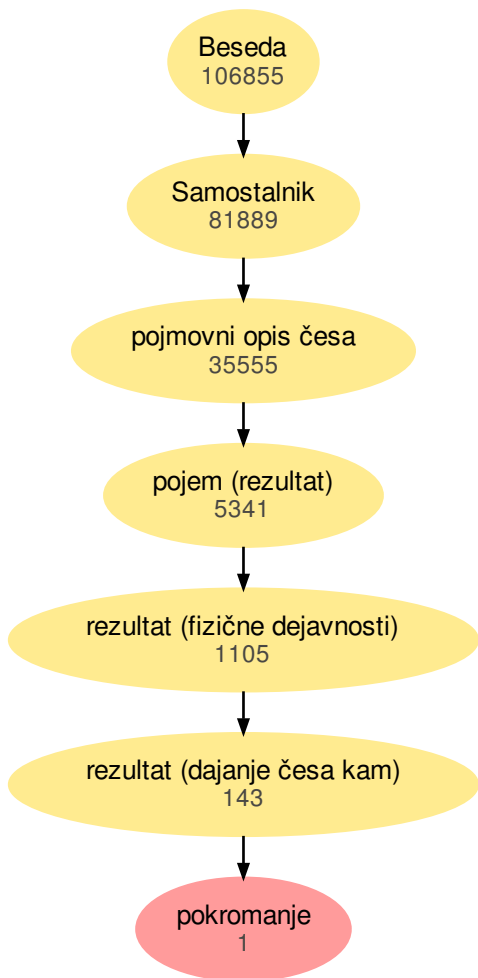 Beseda
106855
Samostalnik
81889
pojmovni opis česa
35555
pojem (rezultat)
5341
rezultat (fizične dejavnosti)
1105
rezultat (dajanje česa kam)
143
pokromanje
1